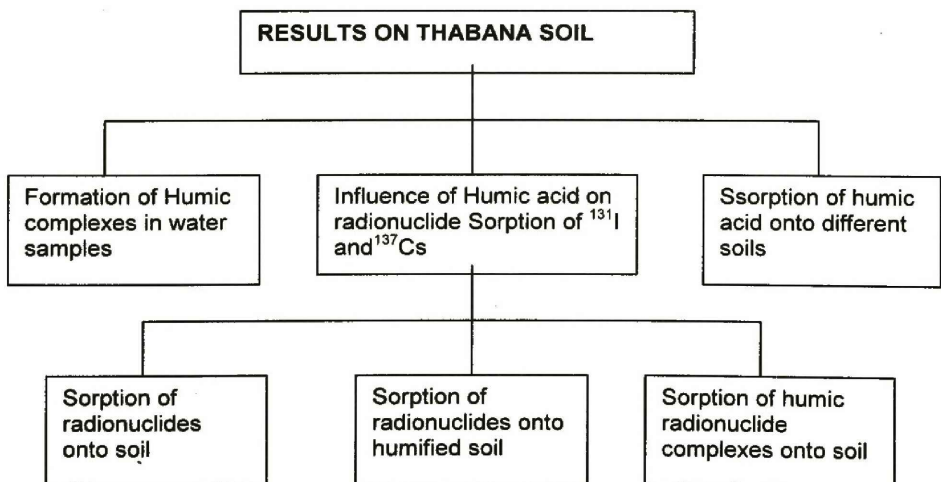 RESULTS ON THABANA SOIL
Formation of Humic
complexes in water
samples
Influence of Humic acid on
radionuclide Sorption of ¹³¹I
and¹³⁷Cs
Ssorption of humic
acid onto different
soils
Sorption of
radionuclides
onto soil
Sorption of
radionuclides onto
humified soil
Sorption of humic
radionuclide
complexes onto soil